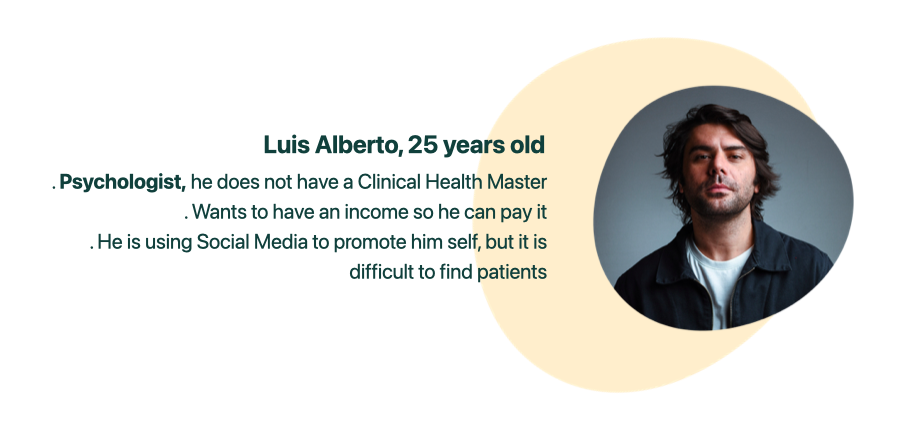 Luis Alberto, 25 years old
. Psychologist, he does not have a Clinical Health Master
. Wants to have an income so he can pay it
. He is using Social Media to promote him self, but it is
difficult to find patients